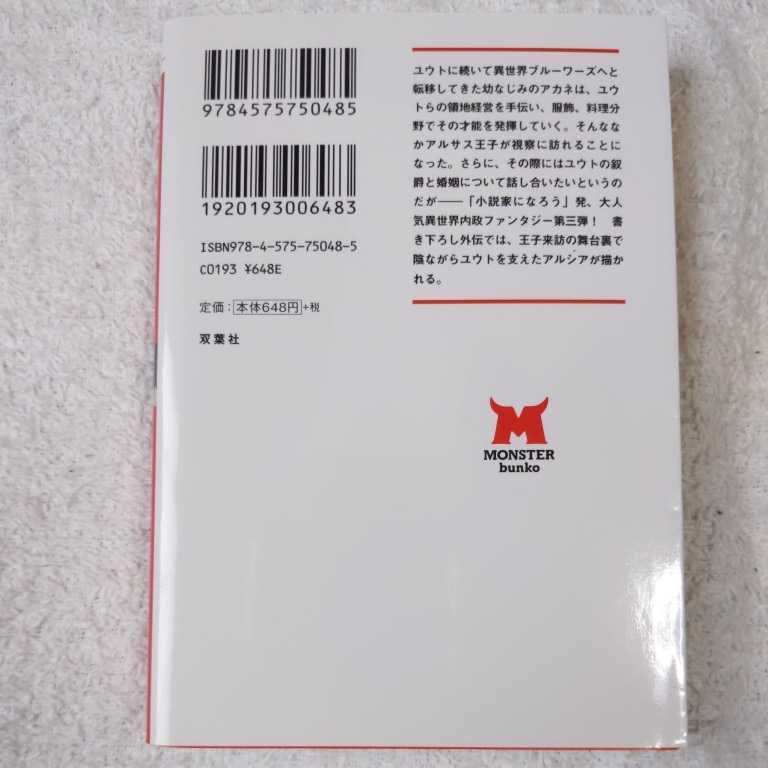 9784575750485
1920193006483
ISBN978-4-575-75048-5
C0193 ¥648E
定価：本体648円+税
双葉社
ユウトに続いて異世界ブルーワーズへと
転移してきた幼なじみのアカネは、ユウ
トらの領地経営を手伝い、服飾、料理分
野でその才能を発揮していく。そんなな
かアルサス王子が視察に訪れることに
なった。さらに、その際にはユウトの叙
爵と婚姻について話し合いたいという
のだが――「小説家になろう」発、大人
気異世界内政ファンタジー第三弾！　書
き下ろし外伝では、王子来訪の舞台裏で
陰ながらユウトを支えたアルシアが描か
れる。
M
MONSTER
bunko